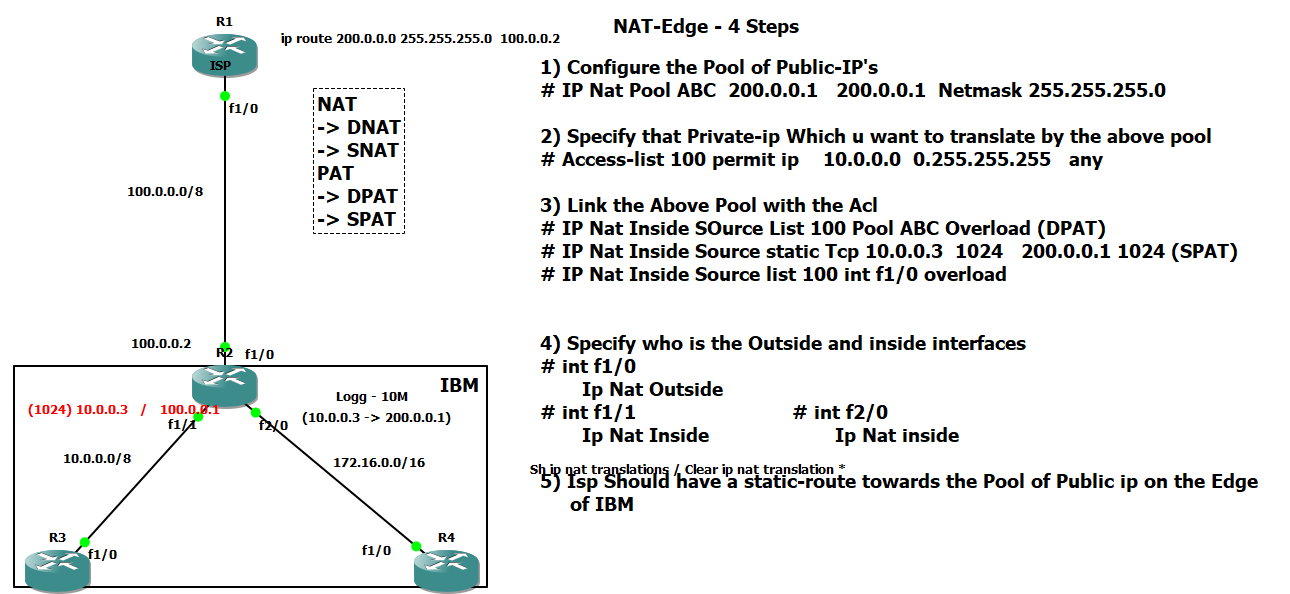 R1
ISP
f1/0
ip route 200.0.0.0 255.255.255.0 100.0.0.2
NAT
-> DNAT
-> SNAT
PAT
-> DPAT
-> SPAT
100.0.0.0/8
100.0.0.2
R2
f1/0
IBM
(1024) 10.0.0.3 / 100.0.0.1
f1/1
f2/0
Logg - 10M
(10.0.0.3 -> 200.0.0.1)
10.0.0.0/8
172.16.0.0/16
R3
f1/0
f1/0
R4
NAT-Edge - 4 Steps
1) Configure the Pool of Public-IP's
# IP Nat Pool ABC 200.0.0.1 200.0.0.1 Netmask 255.255.255.0
2) Specify that Private-ip Which u want to translate by the above pool
# Access-list 100 permit ip 10.0.0.0 0.255.255.255 any
3) Link the Above Pool with the Acl
# IP Nat Inside SOurce List 100 Pool ABC Overload (DPAT)
# IP Nat Inside Source static Tcp 10.0.0.3 1024 200.0.0.1 1024 (SPAT)
# IP Nat Inside Source list 100 int f1/0 overload
4) Specify who is the Outside and inside interfaces
# int f1/0
Ip Nat Outside
# int f1/1 # int f2/0
Ip Nat Inside Ip Nat inside
Sh ip nat translations / Clear ip nat translation *
5) Isp Should have a static-route towards the Pool of Public ip on the Edge
of IBM